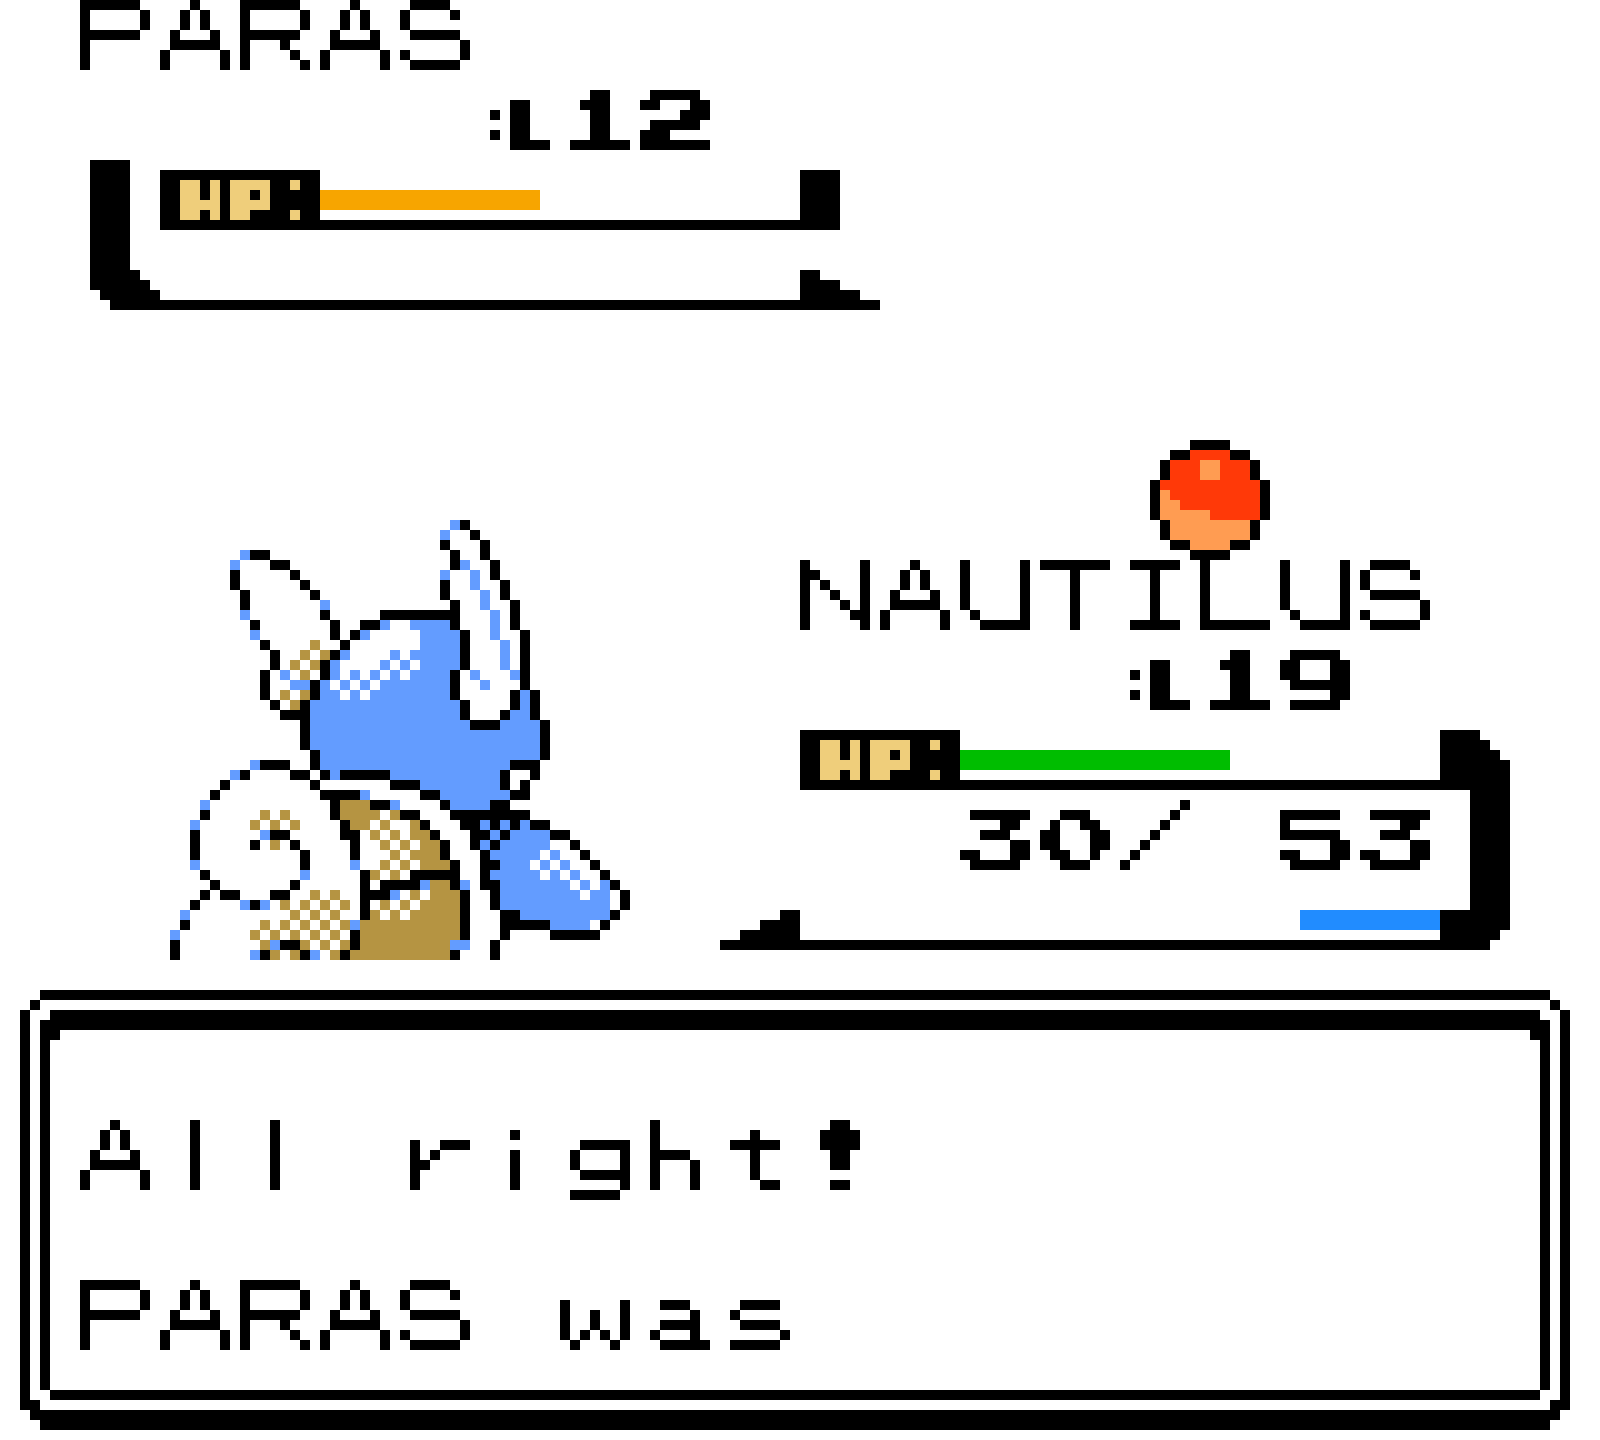 PARAS
:L12
HP:
NAUTILUS
:L19
HP:
30/ 53
All right!
PARAS was